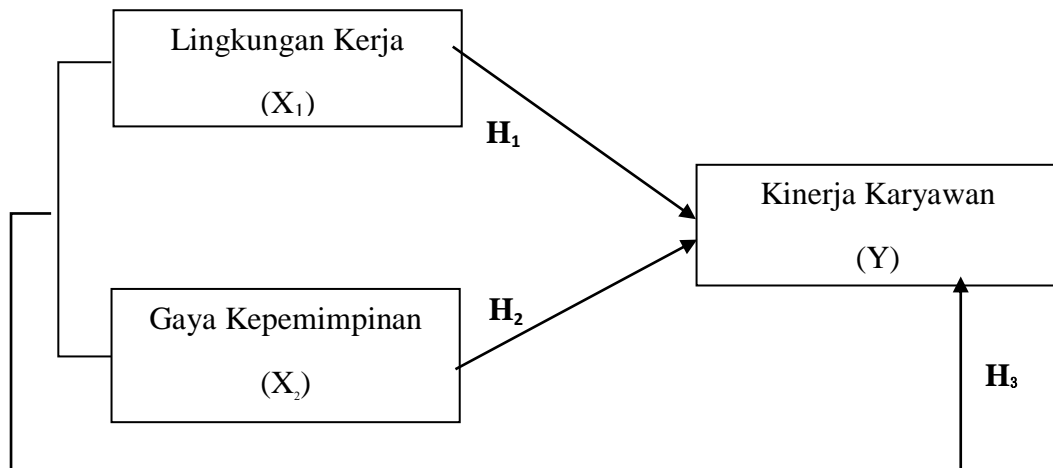 Lingkungan Kerja
(X₁)
H₁
Kinerja Karyawan
(Y)
Gaya Kepemimpinan
(X₂)
H₂
H₃